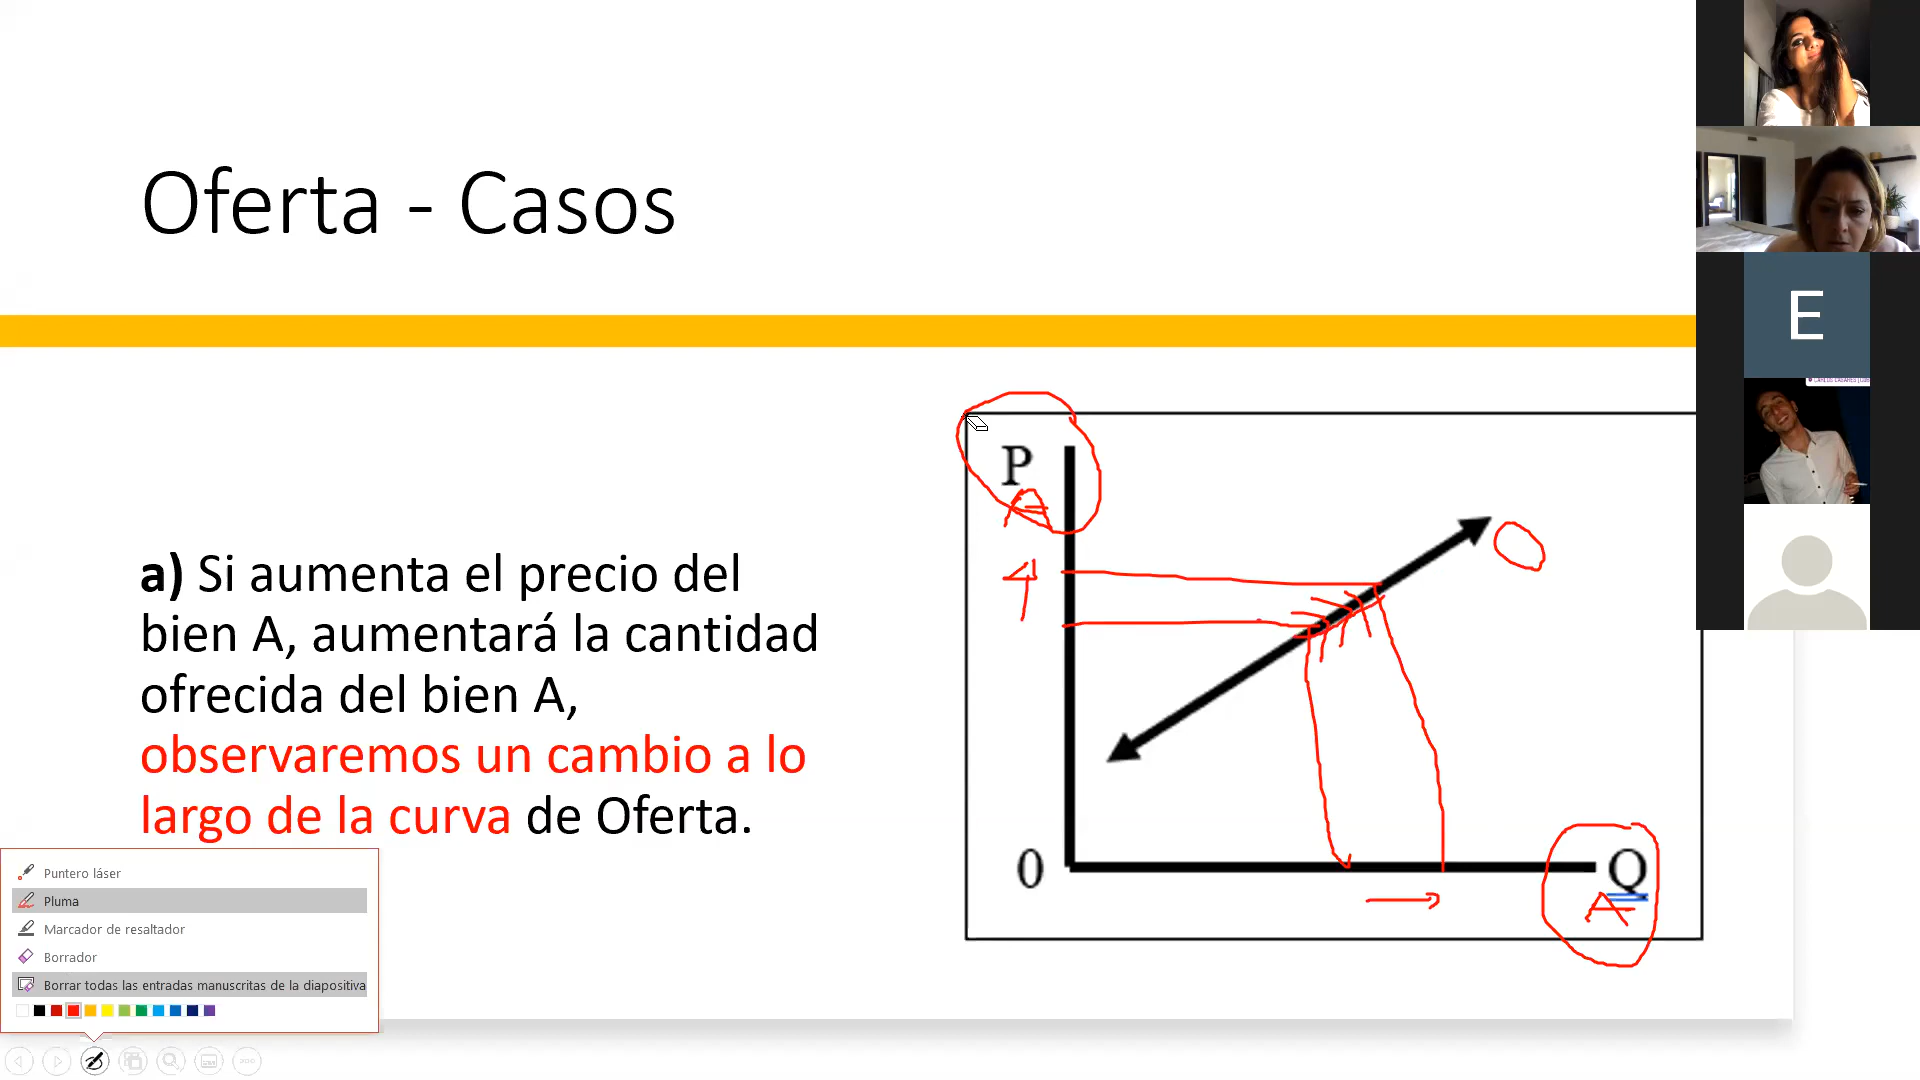 Oferta - Casos
E
P
A
4
O
a) Si aumenta el precio del
bien A, aumentará la cantidad
ofrecida del bien A,
observaremos un cambio a lo
largo de la curva de Oferta.
0
Q
A
Puntero láser
Pluma
Marcador de resaltador
Borrador
Borrar todas las entradas manuscritas de la diapositiva